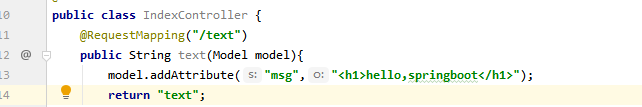 10 public class IndexController {
11 @RequestMapping("/text")
12 @ public String text(Model model){
13 model.addAttribute( s: "msg", o: "<h1>hello,springboot</h1>");
14 return "text";